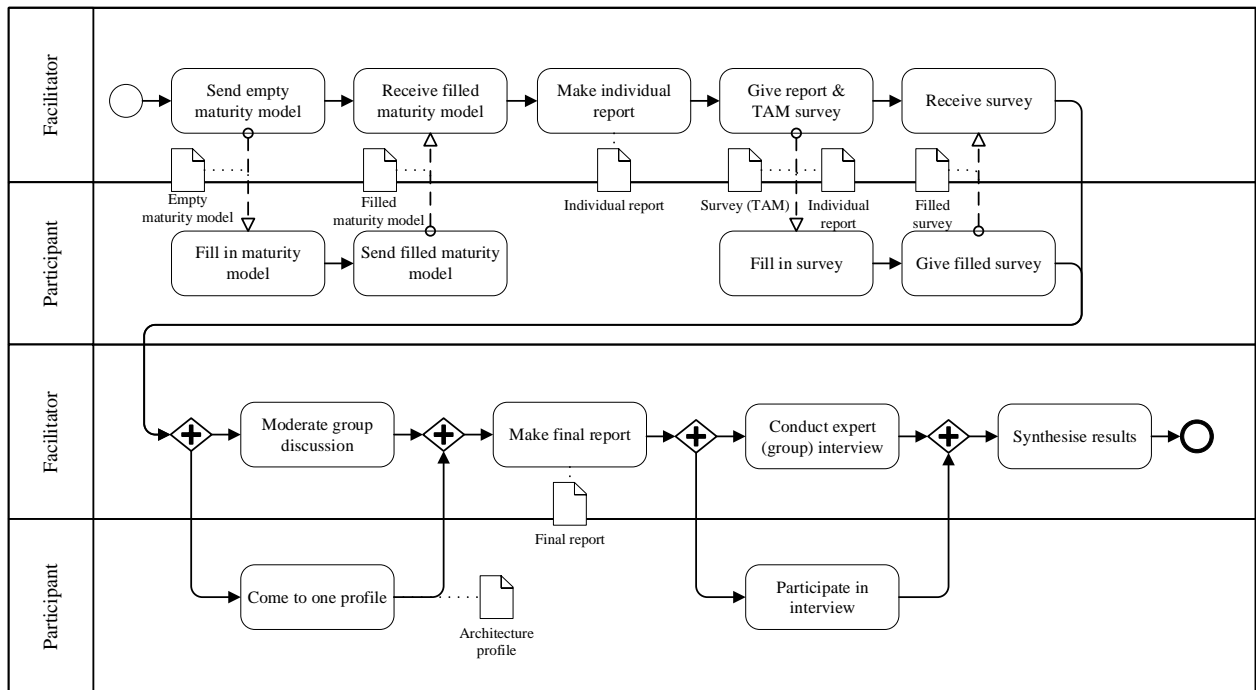 Facilitator
Send empty
maturity model
Receive filled
maturity model
Make individual
report
Give report &
TAM survey
Receive survey
Empty
maturity model
Filled
maturity model
Individual report
Survey (TAM)
Individual
report
Filled
survey
Participant
Fill in maturity
model
Send filled maturity
model
Fill in survey
Give filled survey
Facilitator
Moderate group
discussion
Make final report
Conduct expert
(group) interview
Synthesise results
Final report
Participant
Come to one profile
Architecture
profile
Participate in
interview